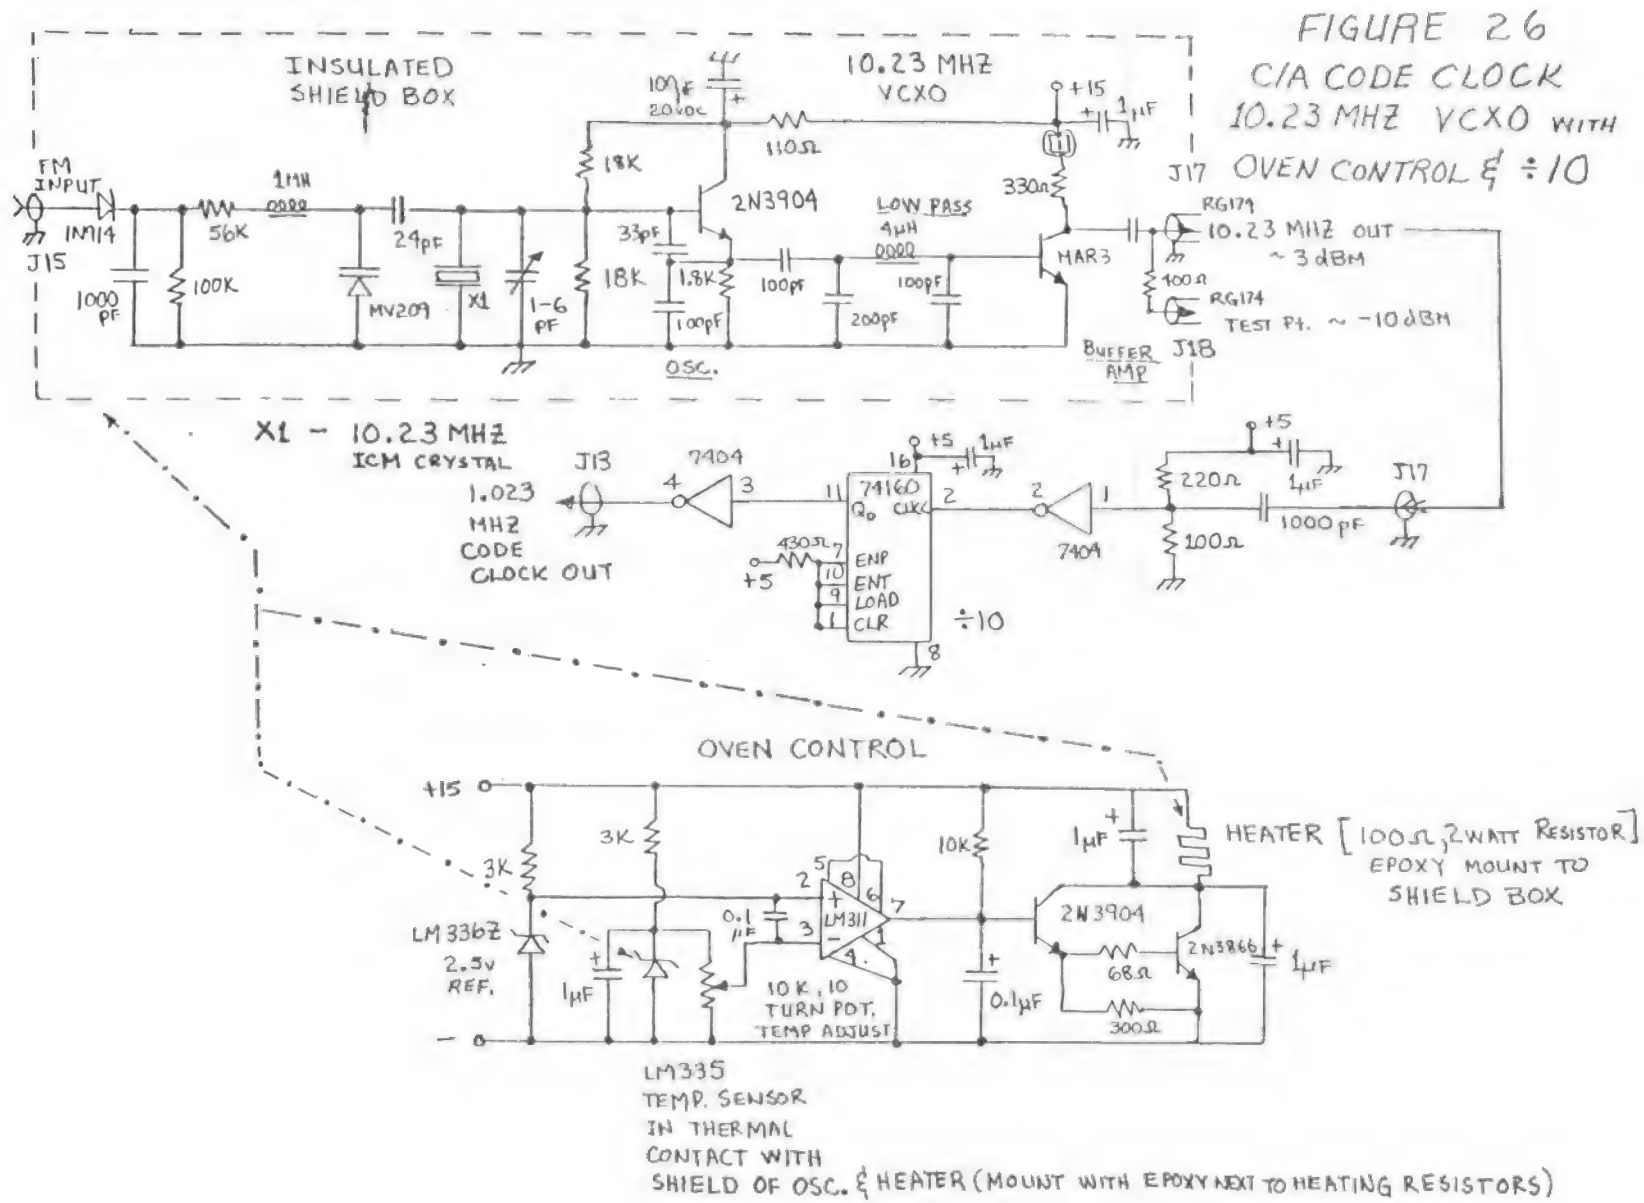 FIGURE 26
C/A CODE CLOCK
10.23 MHZ VCXO WITH
OVEN CONTROL & ÷10
INSULATED
SHIELD BOX
10.23 MHZ
VCXO
20VDC
+15
1µF
110Ω
18K
330Ω
FM
INPUT
1N914
J15
56K
1MH
24pF
1000
PF
100K
MV209
X1
1-6
PF
18K
33pF
100pF
1.8K
2N3904
OSC.
100pF
LOW PASS
4µH
200pF
100pF
MAR3
BUFFER
AMP
J17
RG174
10.23 MHZ OUT
~ 3dBM
400Ω
RG174
TEST Pt. ~ -10dBM
J18
X1 - 10.23 MHZ
ICM CRYSTAL
J13
1.023
MHZ
CODE
CLOCK OUT
7404
4
3
+5
1µF
16
74160
11
QD
2
CLK
430Ω
+5
7
ENP
10
ENT
9
LOAD
1
CLR
8
÷10
2
1
7404
+5
1µF
220Ω
100Ω
1000pF
J17
OVEN CONTROL
+15
3K
3K
LM336Z
2.5V
REF.
1µF
0.1
µF
2
3
5
8
6
7
1
4
+
-
LM311
10K, 10
TURN POT.
TEMP ADJUST
10K
0.1µF
1µF
2N3904
68Ω
300Ω
2N3866
1µF
HEATER [100Ω, 2WATT RESISTOR]
EPOXY MOUNT TO
SHIELD BOX
-
LM335
TEMP. SENSOR
IN THERMAL
CONTACT WITH
SHIELD OF OSC. & HEATER (MOUNT WITH EPOXY NEXT TO HEATING RESISTORS)